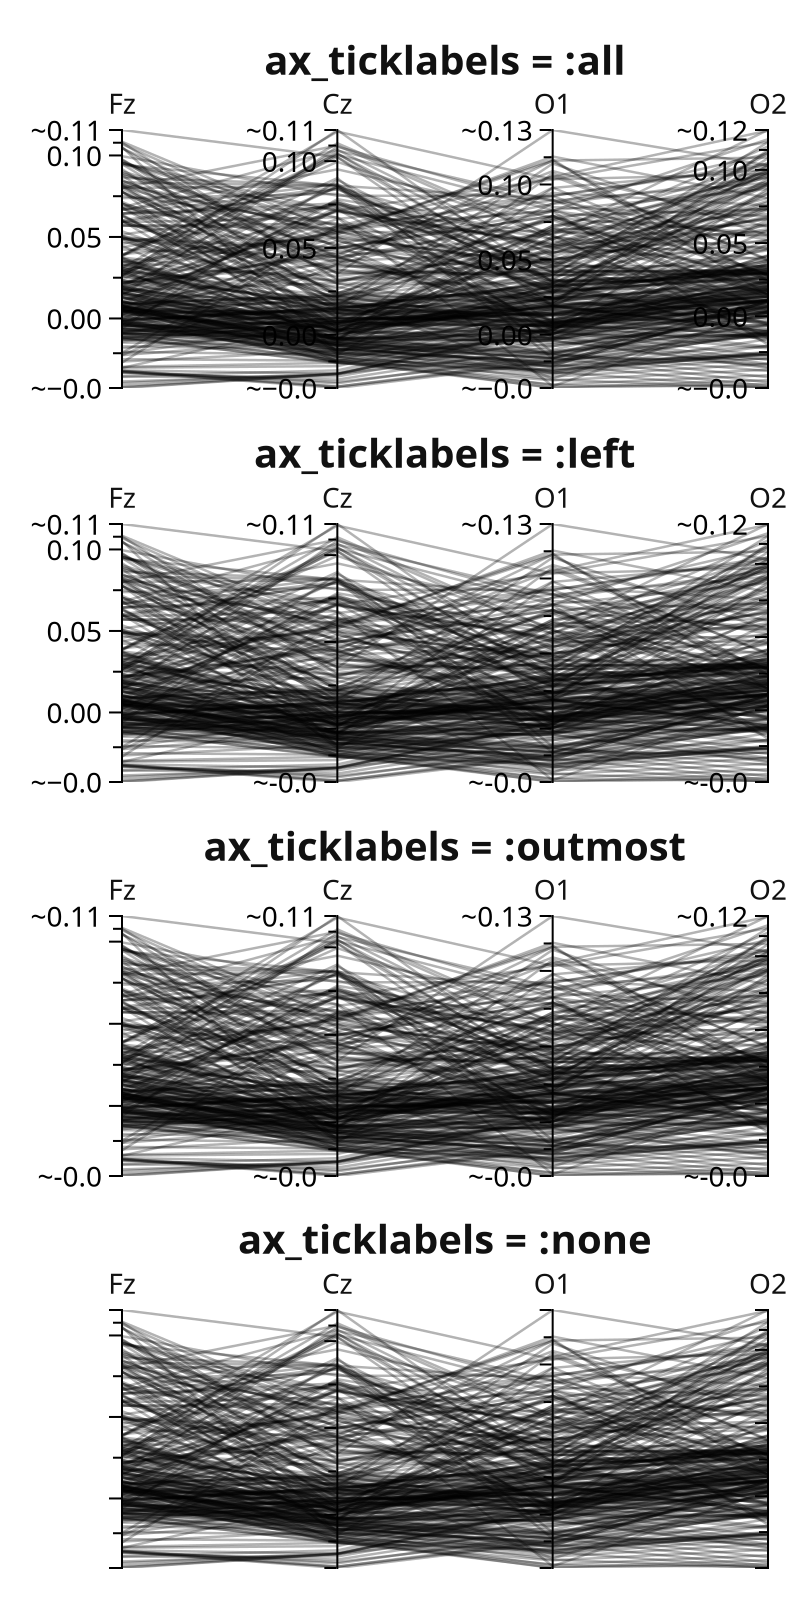 ax_ticklabels = :all
Fz Cz O1 O2
~0.11 ~0.11 ~0.13 ~0.12
0.10 0.10 0.10 0.10
0.05 0.05 0.05 0.05
0.00 0.00 0.00 0.00
~−0.0 ~−0.0 ~−0.0 ~−0.0
ax_ticklabels = :left
Fz Cz O1 O2
~0.11 ~0.11 ~0.13 ~0.12
0.10
0.05
0.00
~−0.0 ~-0.0 ~-0.0 ~-0.0
ax_ticklabels = :outmost
Fz Cz O1 O2
~0.11 ~0.11 ~0.13 ~0.12
~-0.0 ~-0.0 ~-0.0 ~-0.0
ax_ticklabels = :none
Fz Cz O1 O2